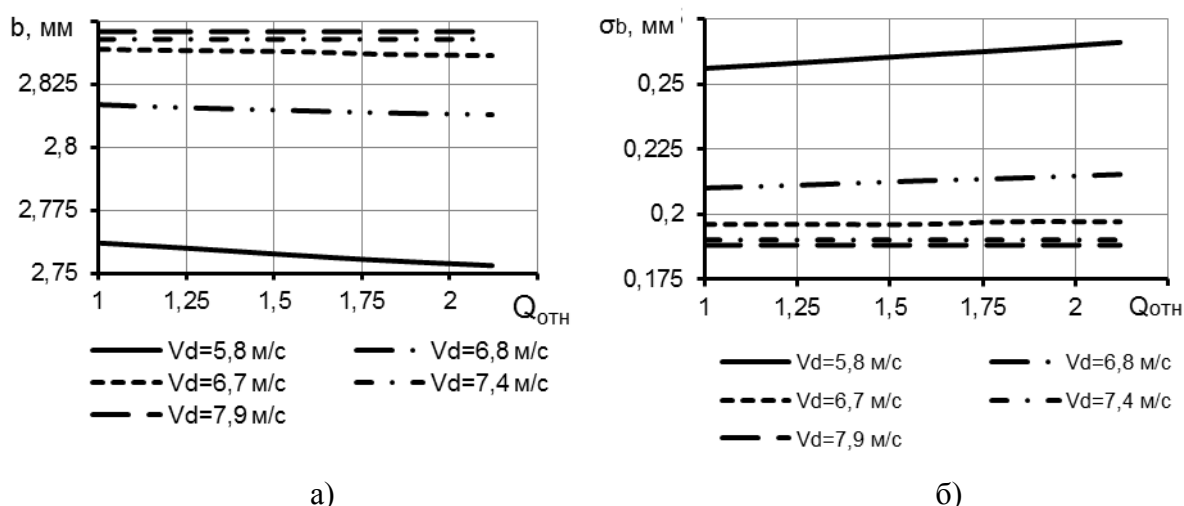 b, мм
2,825
2,8
2,775
2,75
1 1,25 1,5 1,75 2 Qотн
Vd=5,8 м/с Vd=6,8 м/с
Vd=6,7 м/с Vd=7,4 м/с
Vd=7,9 м/с
а)
σb, мм
0,25
0,225
0,2
0,175
1 1,25 1,5 1,75 2 Qотн
Vd=5,8 м/с Vd=6,8 м/с
Vd=6,7 м/с Vd=7,4 м/с
Vd=7,9 м/с
б)